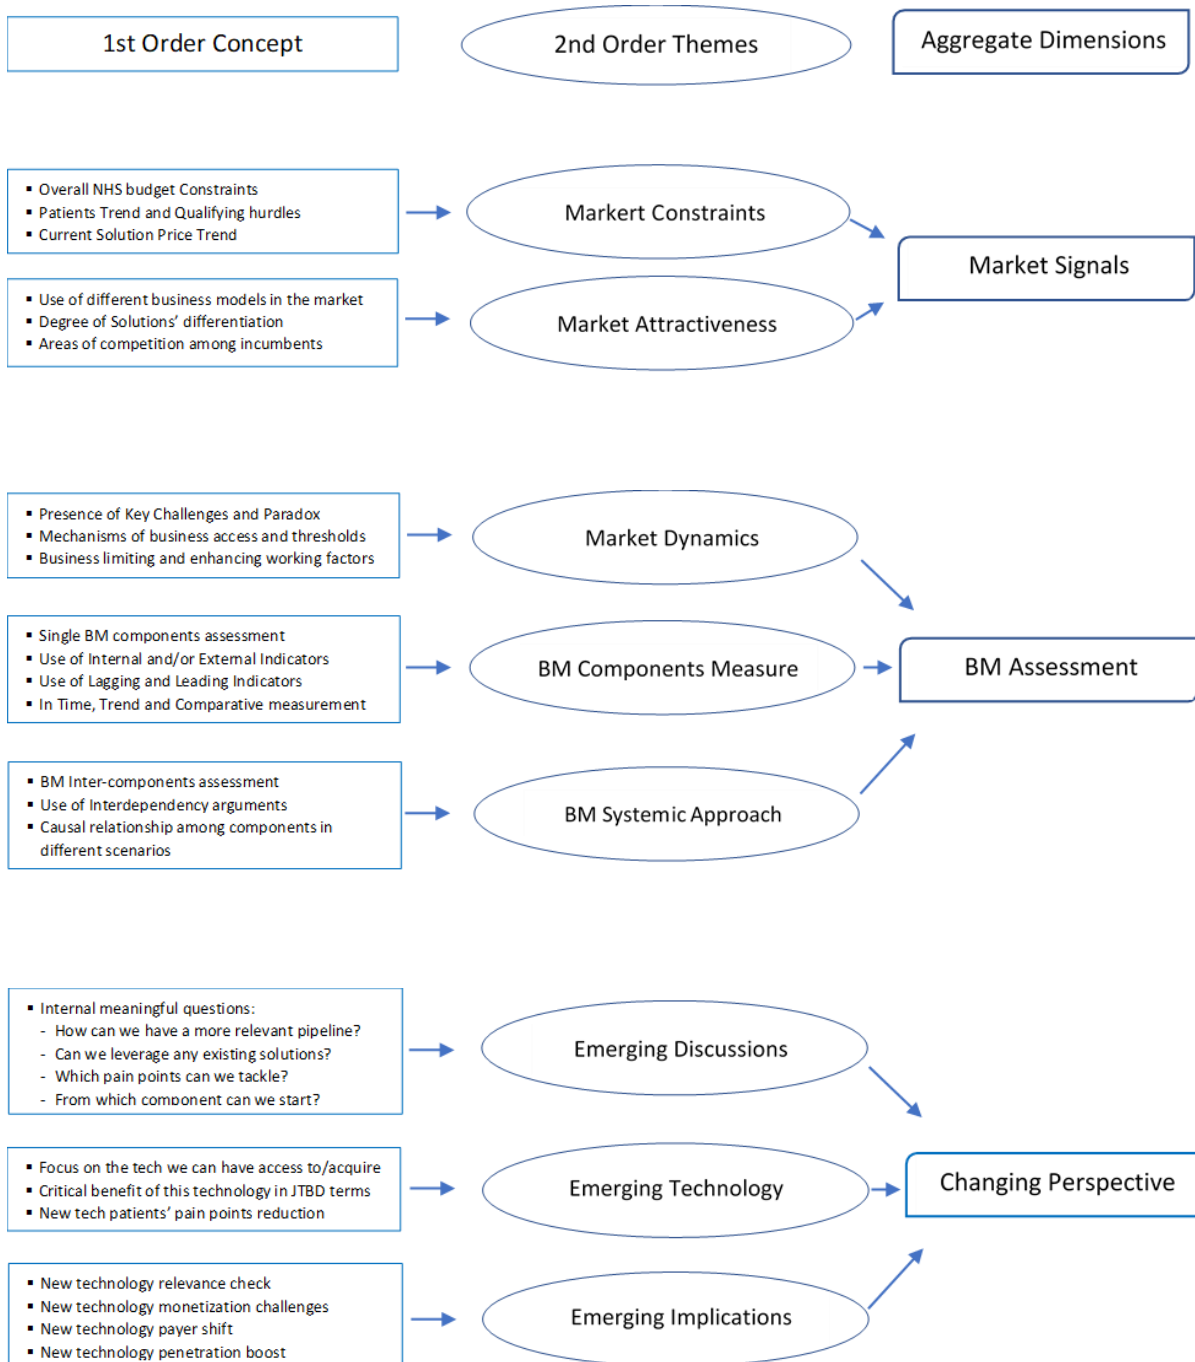 1st Order Concept
2nd Order Themes
Aggregate Dimensions
▪ Overall NHS budget Constraints
▪ Patients Trend and Qualifying hurdles
▪ Current Solution Price Trend
Markert Constraints
▪ Use of different business models in the market
▪ Degree of Solutions’ differentiation
▪ Areas of competition among incumbents
Market Attractiveness
Market Signals
▪ Presence of Key Challenges and Paradox
▪ Mechanisms of business access and thresholds
▪ Business limiting and enhancing working factors
Market Dynamics
▪ Single BM components assessment
▪ Use of Internal and/or External Indicators
▪ Use of Lagging and Leading Indicators
▪ In Time, Trend and Comparative measurement
BM Components Measure
BM Assessment
▪ BM Inter-components assessment
▪ Use of Interdependency arguments
▪ Causal relationship among components in
different scenarios
BM Systemic Approach
▪ Internal meaningful questions:
- How can we have a more relevant pipeline?
- Can we leverage any existing solutions?
- Which pain points can we tackle?
- From which component can we start?
Emerging Discussions
▪ Focus on the tech we can have access to/acquire
▪ Critical benefit of this technology in JTBD terms
▪ New tech patients’ pain points reduction
Emerging Technology
Changing Perspective
▪ New technology relevance check
▪ New technology monetization challenges
▪ New technology payer shift
▪ New technology penetration boost
Emerging Implications